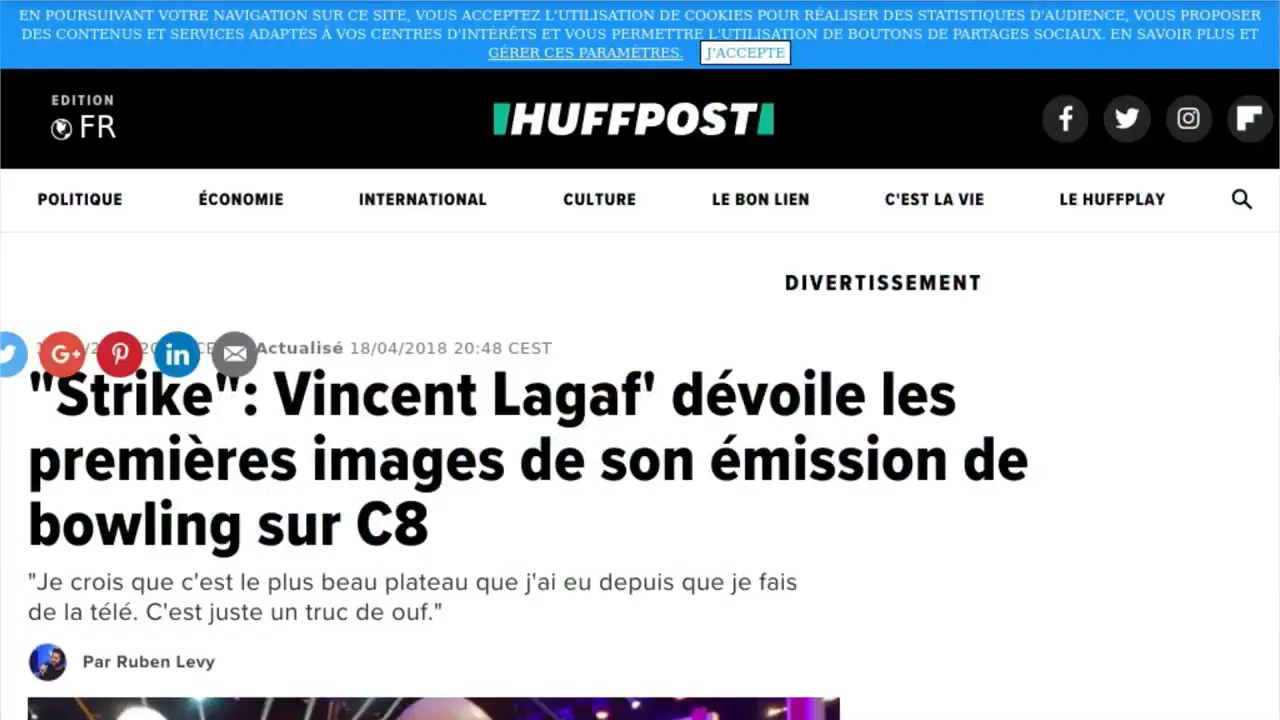 EN POURSUIVANT VOTRE NAVIGATION SUR CE SITE, VOUS ACCEPTEZ L'UTILISATION DE COOKIES POUR RÉALISER DES STATISTIQUES D'AUDIENCE, VOUS PROPOSER
DES CONTENUS ET SERVICES ADAPTÉS À VOS CENTRES D'INTÉRÊTS ET VOUS PERMETTRE L'UTILISATION DE BOUTONS DE PARTAGES SOCIAUX. EN SAVOIR PLUS ET
GÉRER CES PARAMÈTRES. J'ACCEPTE
EDITION
FR
HUFFPOST
POLITIQUE ÉCONOMIE INTERNATIONAL CULTURE LE BON LIEN C'EST LA VIE LE HUFFPLAY
DIVERTISSEMENT
Actualisé 18/04/2018 20:48 CEST
"Strike": Vincent Lagaf' dévoile les
premières images de son émission de
bowling sur C8
"Je crois que c'est le plus beau plateau que j'ai eu depuis que je fais
de la télé. C'est juste un truc de ouf."
Par Ruben Levy